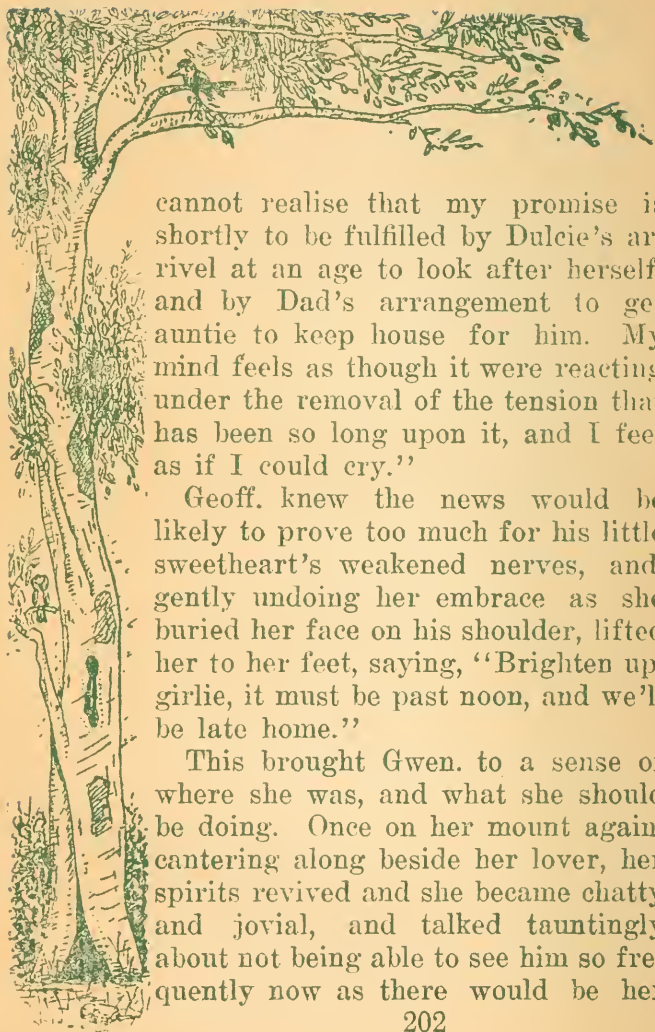 cannot realise that my promise i
shortly to be fulfilled by Dulcie's ar
rivel at an age to look after herself
and by Dad's arrangement to ge
auntie to keep house for him. My
mind feels as though it were reacting
under the removal of the tension tha
has been so long upon it, and I fee
as if I could cry."
Geoff. knew the news would b
likely to prove too much for his little
sweetheart's weakened nerves, and
gently undoing her embrace as she
buried her face on his shoulder, lifted
her to her feet, saying, "Brighten up
girlie, it must be past noon, and we'l
be late home."
This brought Gwen. to a sense o
where she was, and what she should
be doing. Once on her mount again
cantering along beside her lover, her
spirits revived and she became chatty
and jovial, and talked tauntingly
about not being able to see him so fre
quently now as there would be her
202